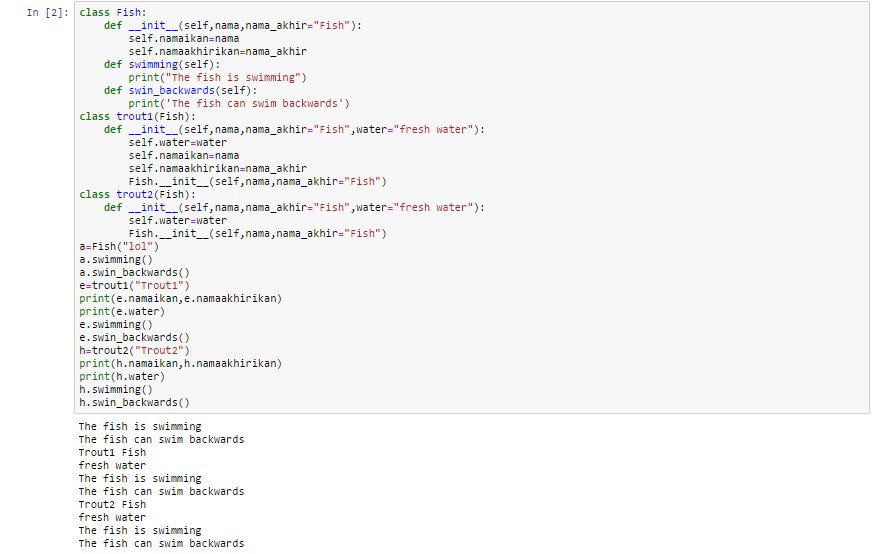 In [2]: class Fish:
    def __init__(self,nama,nama_akhir="Fish"):
        self.namaikan=nama
        self.namaakhirikan=nama_akhir
    def swimming(self):
        print("The fish is swimming")
    def swin_backwards(self):
        print('The fish can swim backwards')
class trout1(Fish):
    def __init__(self,nama,nama_akhir="Fish",water="fresh water"):
        self.water=water
        self.namaikan=nama
        self.namaakhirikan=nama_akhir
        Fish.__init__(self,nama,nama_akhir="Fish")
class trout2(Fish):
    def __init__(self,nama,nama_akhir="Fish",water="fresh water"):
        self.water=water
        Fish.__init__(self,nama,nama_akhir="Fish")
a=Fish("lol")
a.swimming()
a.swin_backwards()
e=trout1("Trout1")
print(e.namaikan,e.namaakhirikan)
print(e.water)
e.swimming()
e.swin_backwards()
h=trout2("Trout2")
print(h.namaikan,h.namaakhirikan)
print(h.water)
h.swimming()
h.swin_backwards()
The fish is swimming
The fish can swim backwards
Trout1 Fish
fresh water
The fish is swimming
The fish can swim backwards
Trout2 Fish
fresh water
The fish is swimming
The fish can swim backwards